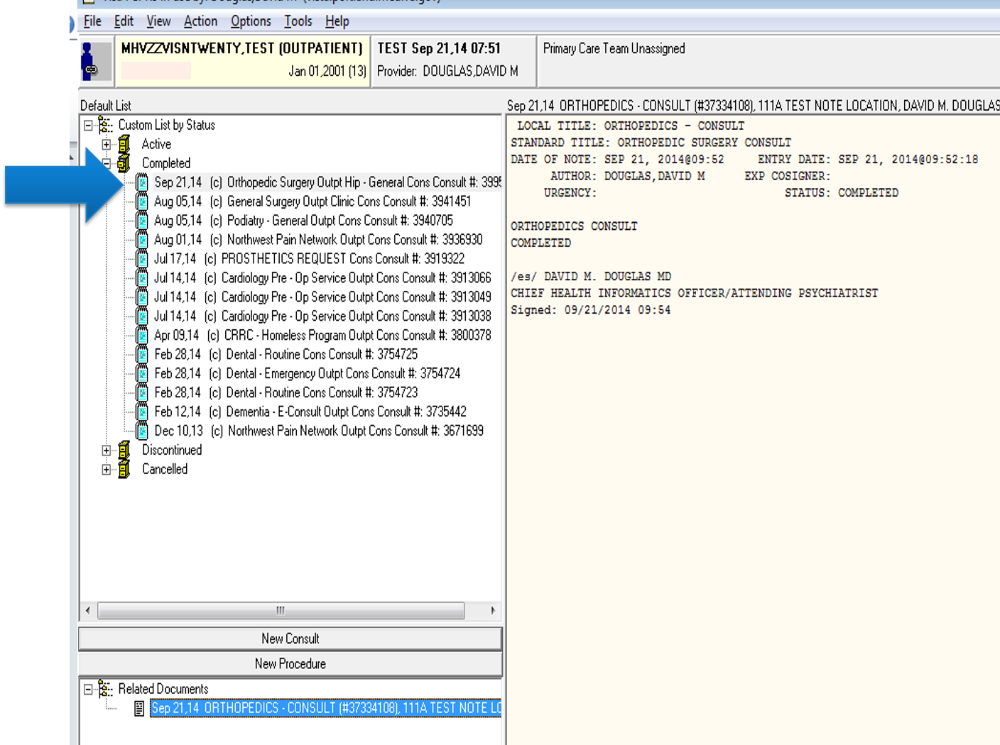 File Edit View Action Options Tools Help
MHVZZVISNTWENTY,TEST (OUTPATIENT)
Jan 01,2001 (13)
TEST Sep 21,14 07:51
Provider: DOUGLAS,DAVID M
Primary Care Team Unassigned
Default List
Custom List by Status
Active
Completed
Sep 21,14 (c) Orthopedic Surgery Outpt Hip - General Cons Consult #: 399
Aug 05,14 (c) General Surgery Outpt Clinic Cons Consult #: 3941451
Aug 05,14 (c) Podiatry - General Outpt Cons Consult #: 3940705
Aug 01,14 (c) Northwest Pain Network Outpt Cons Consult #: 3936930
Jul 17,14 (c) PROSTHETICS REQUEST Cons Consult #: 3919322
Jul 14,14 (c) Cardiology Pre - Op Service Outpt Cons Consult #: 3913066
Jul 14,14 (c) Cardiology Pre - Op Service Outpt Cons Consult #: 3913049
Jul 14,14 (c) Cardiology Pre - Op Service Outpt Cons Consult #: 3913038
Apr 09,14 (c) CRRC - Homeless Program Outpt Cons Consult #: 3800378
Feb 28,14 (c) Dental - Routine Cons Consult #: 3754725
Feb 28,14 (c) Dental - Emergency Outpt Cons Consult #: 3754724
Feb 28,14 (c) Dental - Routine Cons Consult #: 3754723
Feb 12,14 (c) Dementia - E-Consult Outpt Cons Consult #: 3735442
Dec 10,13 (c) Northwest Pain Network Outpt Cons Consult #: 3671699
Discontinued
Cancelled
New Consult
New Procedure
Related Documents
Sep 21,14 ORTHOPEDICS - CONSULT (#37334108), 111A TEST NOTE LO
Sep 21,14 ORTHOPEDICS - CONSULT (#37334108), 111A TEST NOTE LOCATION, DAVID M. DOUGLAS
LOCAL TITLE: ORTHOPEDICS - CONSULT
STANDARD TITLE: ORTHOPEDIC SURGERY CONSULT
DATE OF NOTE: SEP 21, 2014@09:52 ENTRY DATE: SEP 21, 2014@09:52:18
AUTHOR: DOUGLAS,DAVID M EXP COSIGNER:
URGENCY: STATUS: COMPLETED
ORTHOPEDICS CONSULT
COMPLETED
/es/ DAVID M. DOUGLAS MD
CHIEF HEALTH INFORMATICS OFFICER/ATTENDING PSYCHIATRIST
Signed: 09/21/2014 09:54